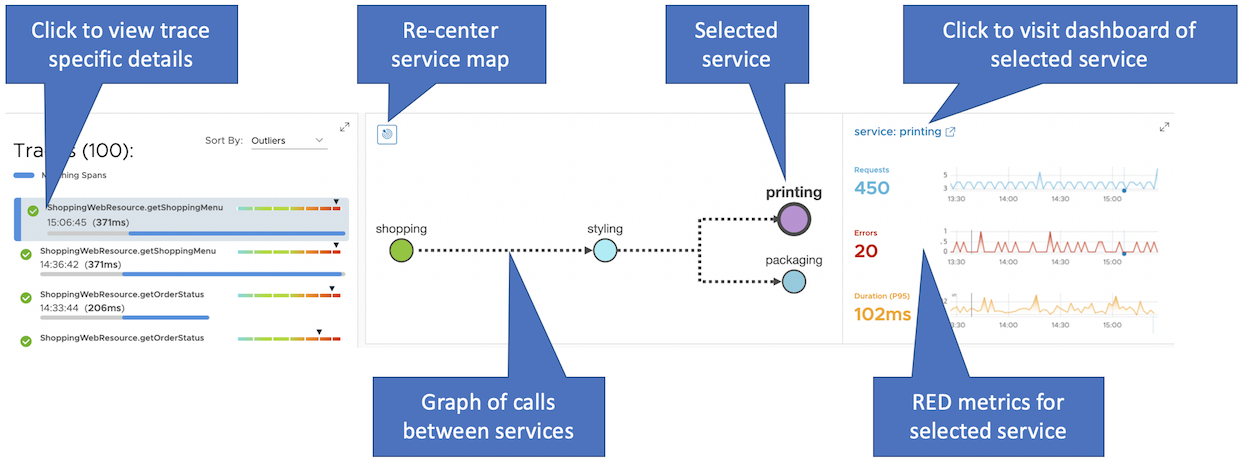 Click to view trace
specific details
Re-center
service map
Selected
service
Click to visit dashboard of
selected service
(100):
Sort By: Outliers
Spans
ShoppingWebResource.getShoppingMenu
15:06:45 (371ms)
ShoppingWebResource.getShoppingMenu
14:36:42 (371ms)
ShoppingWebResource.getOrderStatus
14:33:44 (206ms)
ShoppingWebResource.getOrderStatus
shopping
styling
printing
packaging
service: printing
Requests
450
.5
3
13:30 14:00 14:30 15:00
Errors
20
1
.5
0
13:30 14:00 14:30 15:00
Duration (P95)
102ms
2
14:00 14:30 15:00
Graph of calls
between services
RED metrics for
selected service